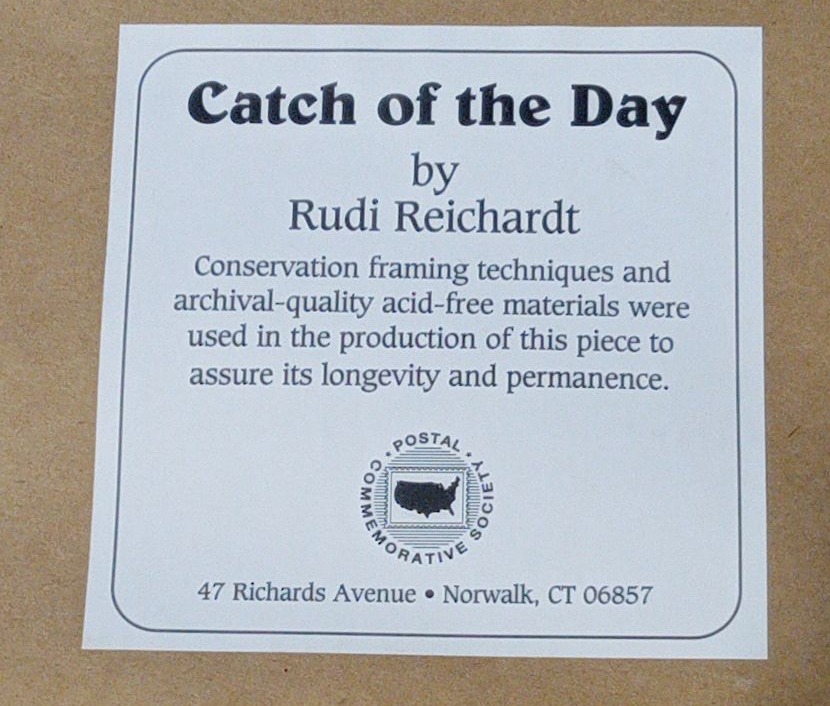 Catch of the Day
by
Rudi Reichardt
Conservation framing techniques and
archival-quality acid-free materials were
used in the production of this piece to
assure its longevity and permanence.
• POSTAL •
COMMEMORATIVE SOCIETY
47 Richards Avenue • Norwalk, CT 06857